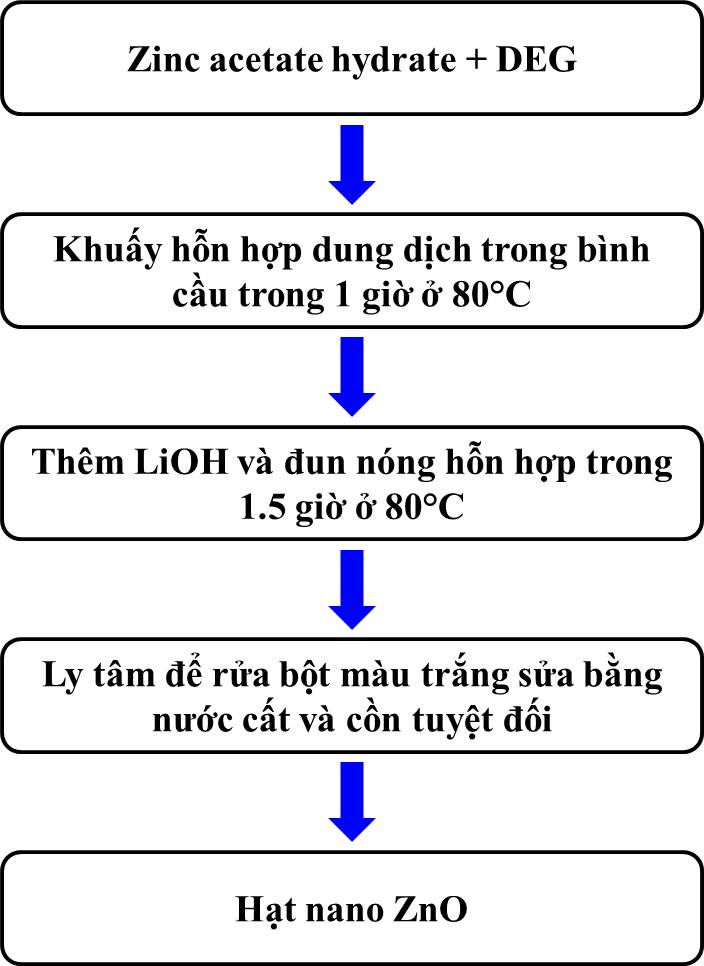 Zinc acetate hydrate + DEG
Khuấy hỗn hợp dung dịch trong bình
cầu trong 1 giờ ở 80°C
Thêm LiOH và đun nóng hỗn hợp trong
1.5 giờ ở 80°C
Ly tâm để rửa bột màu trắng sửa bằng
nước cất và cồn tuyệt đối
Hạt nano ZnO